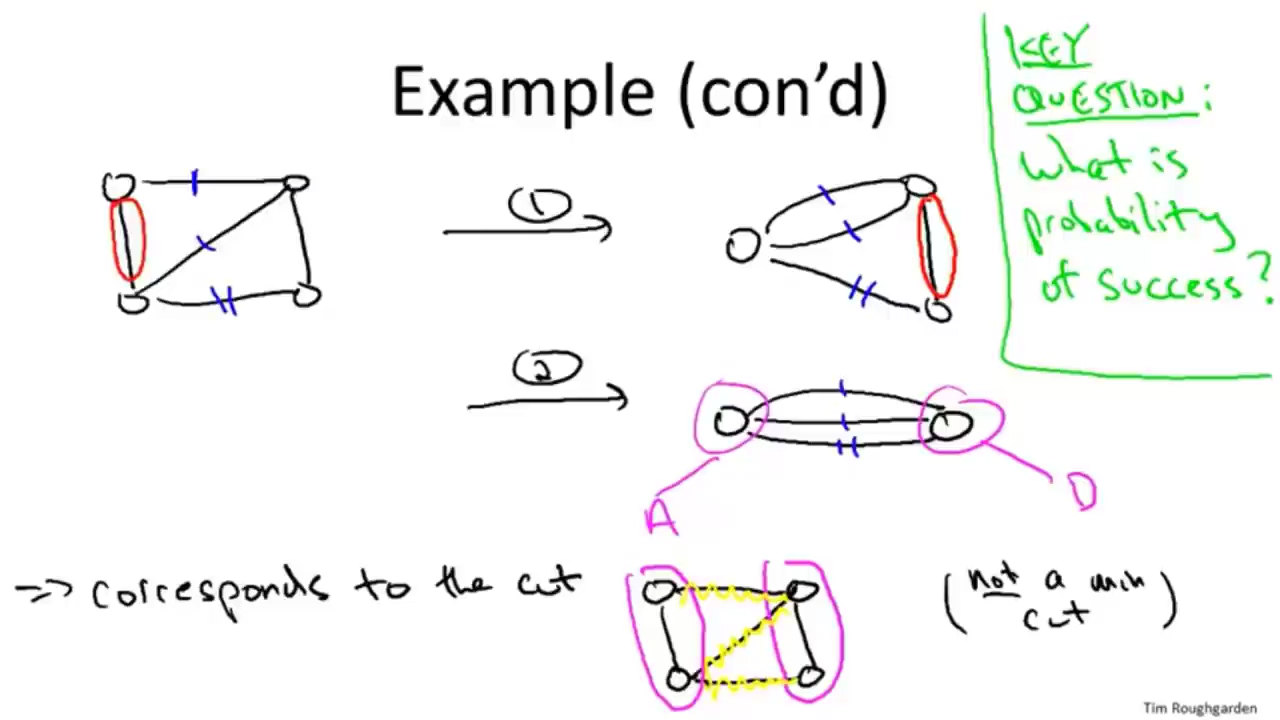 Example (con'd)
KEY
QUESTION:
What is
probability
of success?
1
2
A
D
=> corresponds to the cut
(not a min
cut)
Tim Roughgarden